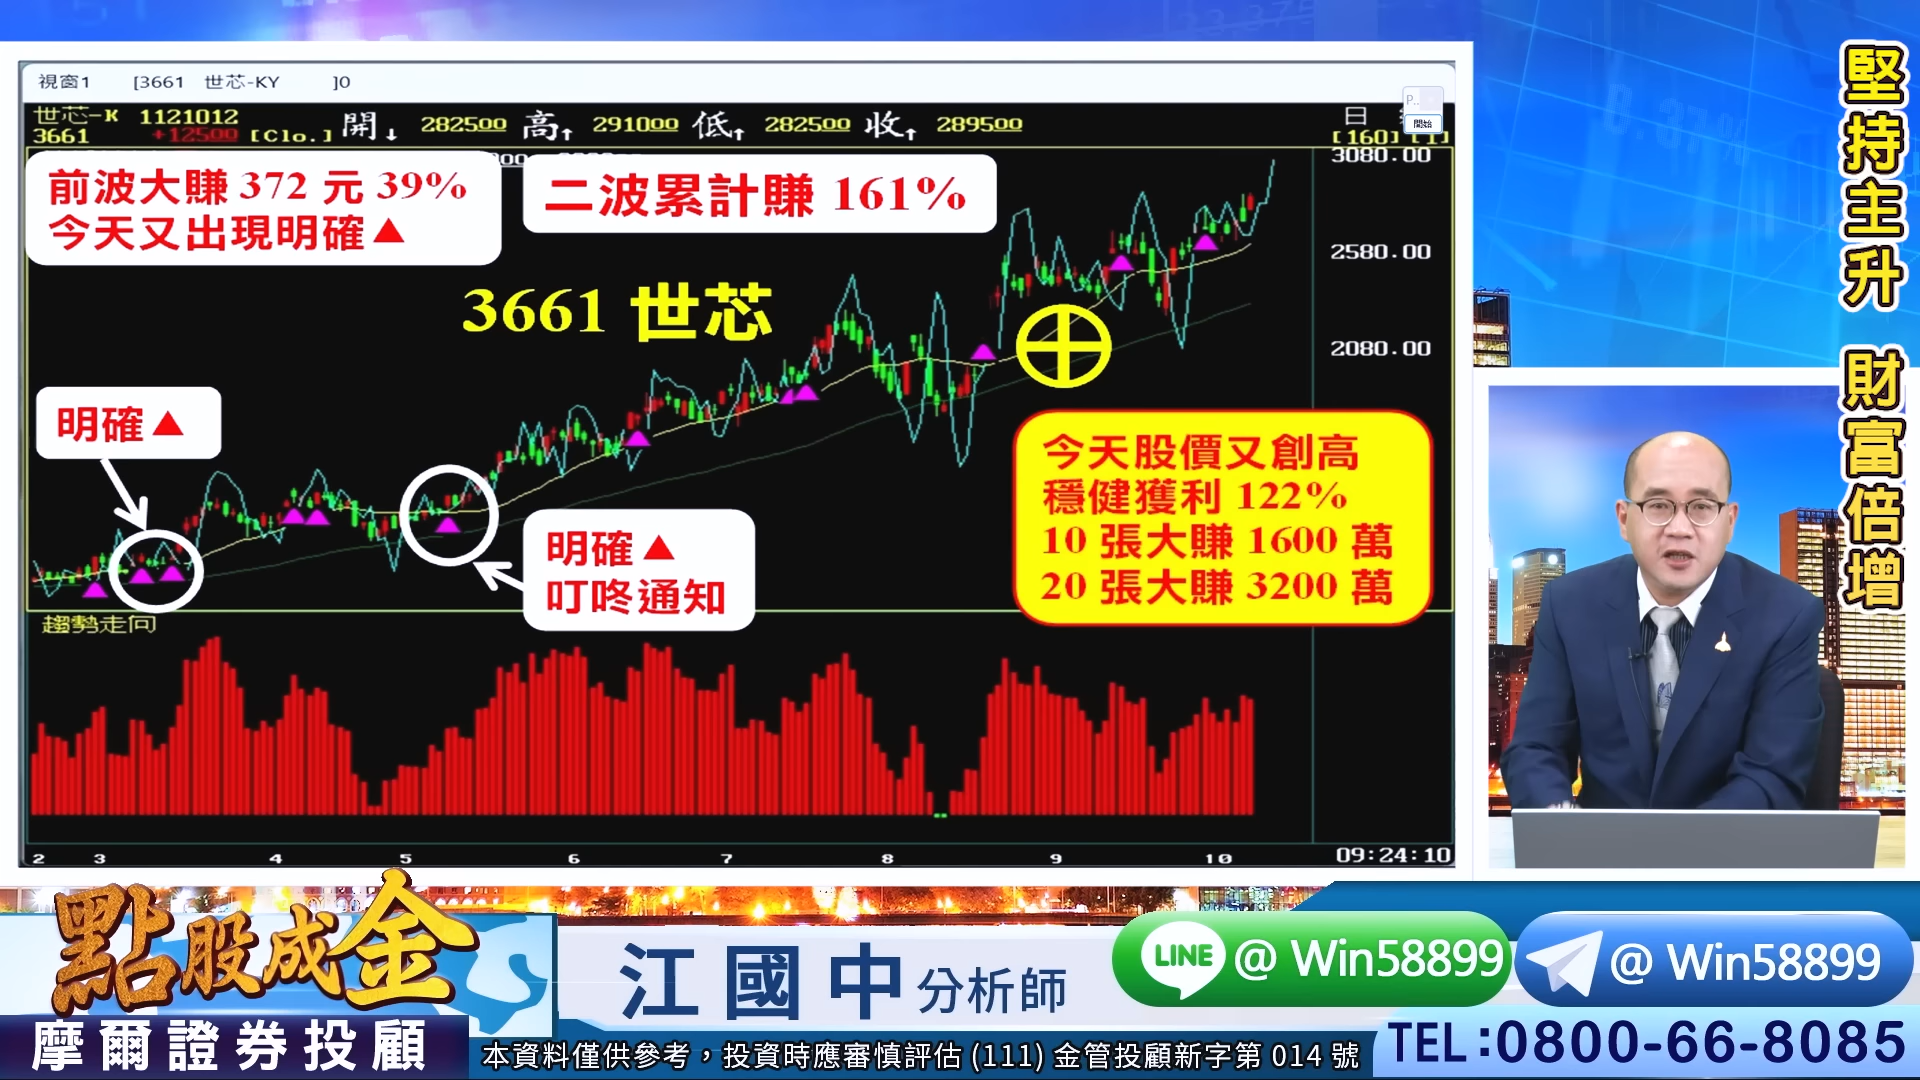 視窗1 [3661 世芯-KY ]0
P..
開始
世芯-K 1121012
3661 +12500 [Clo.]
開↓ 282500 高↑ 291000 低↑ 282500 收↑ 289500
日
[160] [1]
3080.00
2580.00
2080.00
前波大賺 372 元 39%
今天又出現明確▲
二波累計賺 161%
3661 世芯
明確▲
明確▲
叮咚通知
今天股價又創高
穩健獲利 122%
10 張大賺 1600 萬
20 張大賺 3200 萬
趨勢走向
2 3 4 5 6 7 8 9 10
09:24:10
堅持主升 財富倍增
點股成金
摩爾證券投顧
江國中 分析師
LINE @ Win58899
@ Win58899
TEL:0800-66-8085
本資料僅供參考，投資時應審慎評估 (111) 金管投顧新字第 014 號